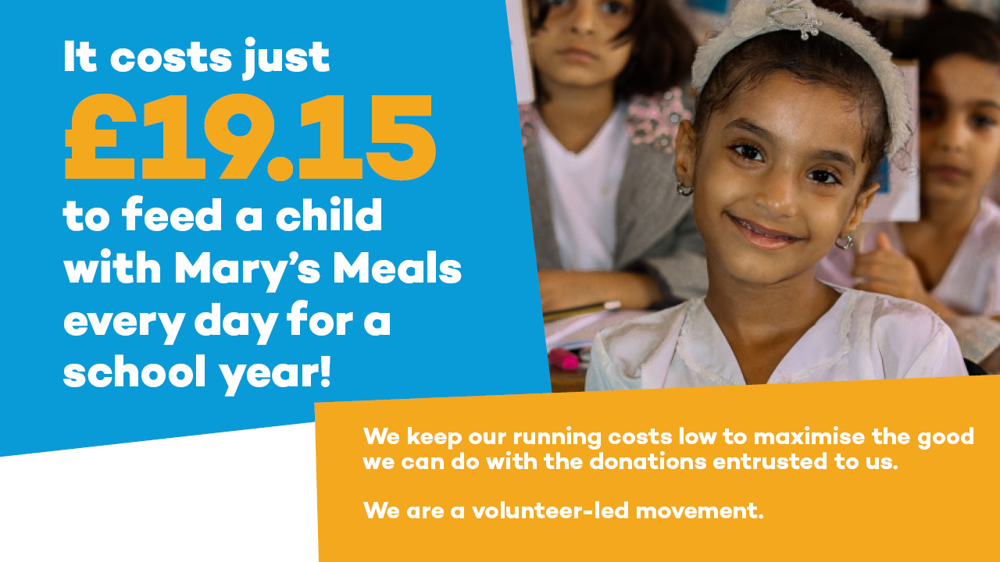 It costs just
£19.15
to feed a child
with Mary’s Meals
every day for a
school year!
We keep our running costs low to maximise the good
we can do with the donations entrusted to us.
We are a volunteer-led movement.